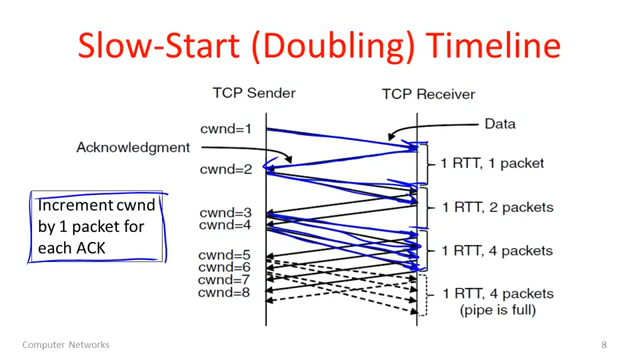 Slow-Start (Doubling) Timeline
TCP Sender
TCP Receiver
cwnd=1
Data
Acknowledgment
cwnd=2
1 RTT, 1 packet
Increment cwnd
by 1 packet for
each ACK
cwnd=3
cwnd=4
1 RTT, 2 packets
cwnd=5
cwnd=6
cwnd=7
cwnd=8
1 RTT, 4 packets
1 RTT, 4 packets
(pipe is full)
Computer Networks
8